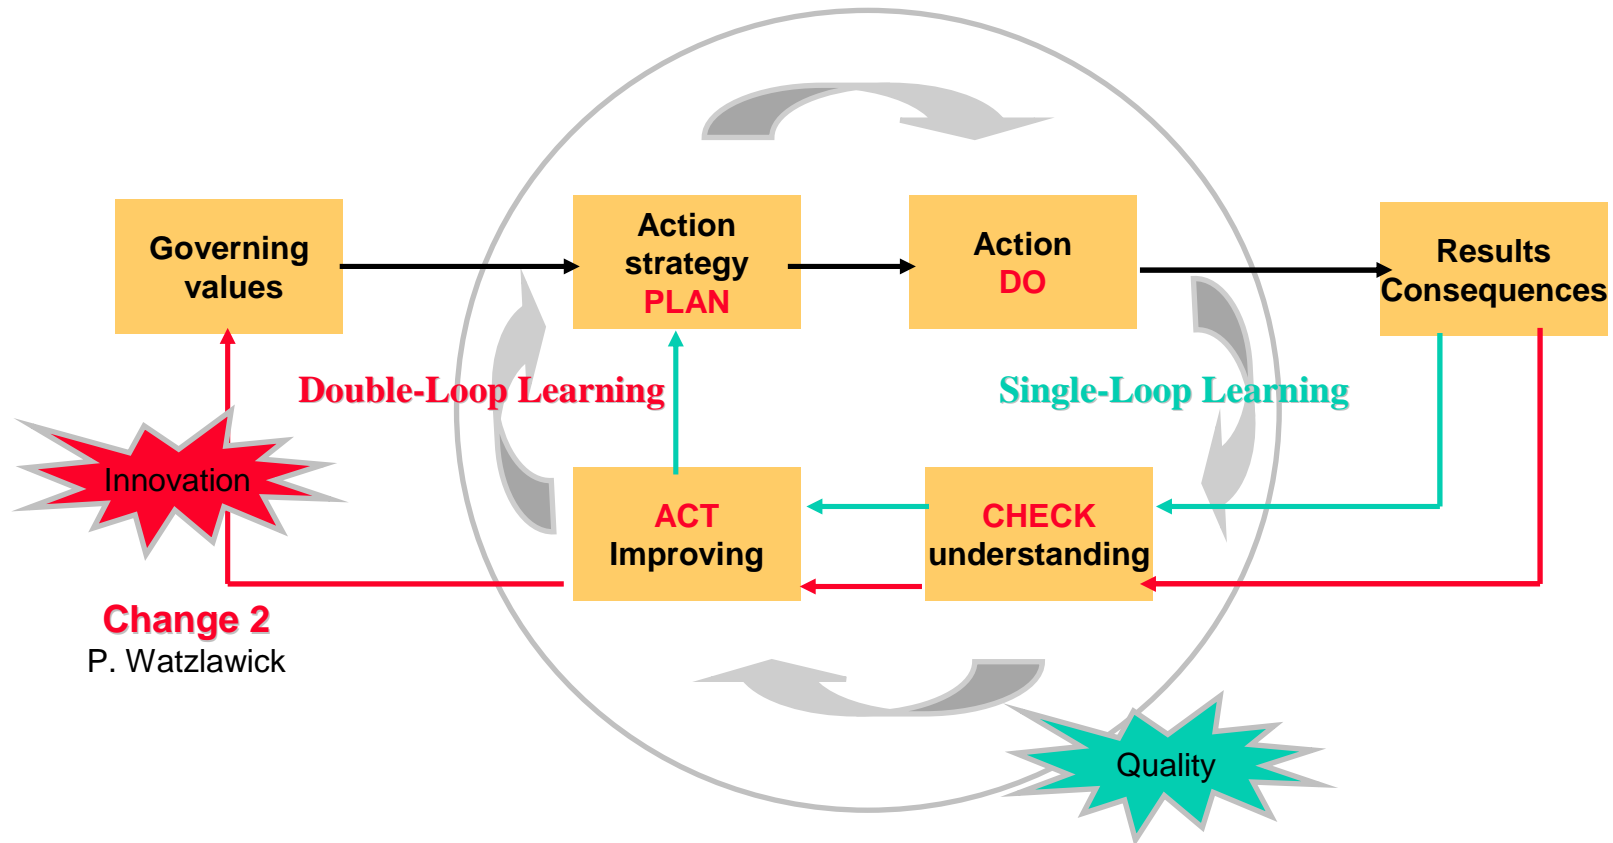 Governing
values
Action
strategy
PLAN
Action
DO
Results
Consequences
Double-Loop Learning
Single-Loop Learning
Innovation
ACT
Improving
CHECK
understanding
Change 2
P. Watzlawick
Quality